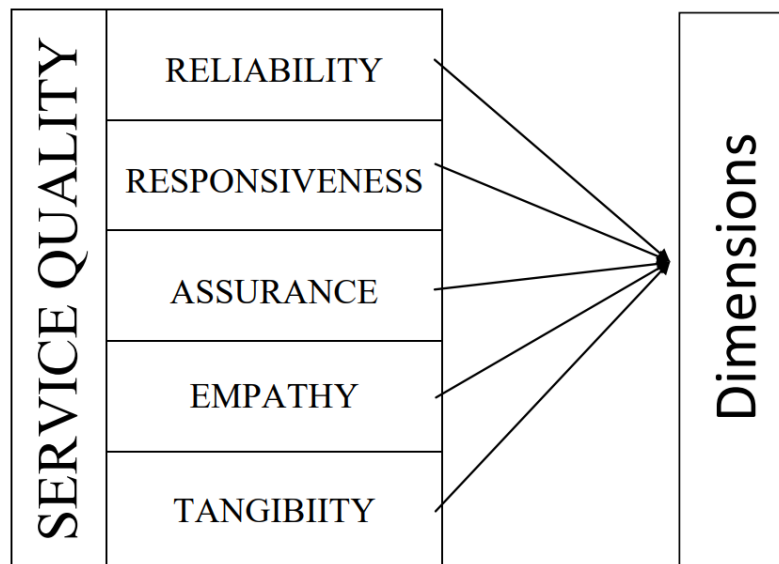 SERVICE QUALITY
RELIABILITY
RESPONSIVENESS
ASSURANCE
EMPATHY
TANGIBIITY
Dimensions